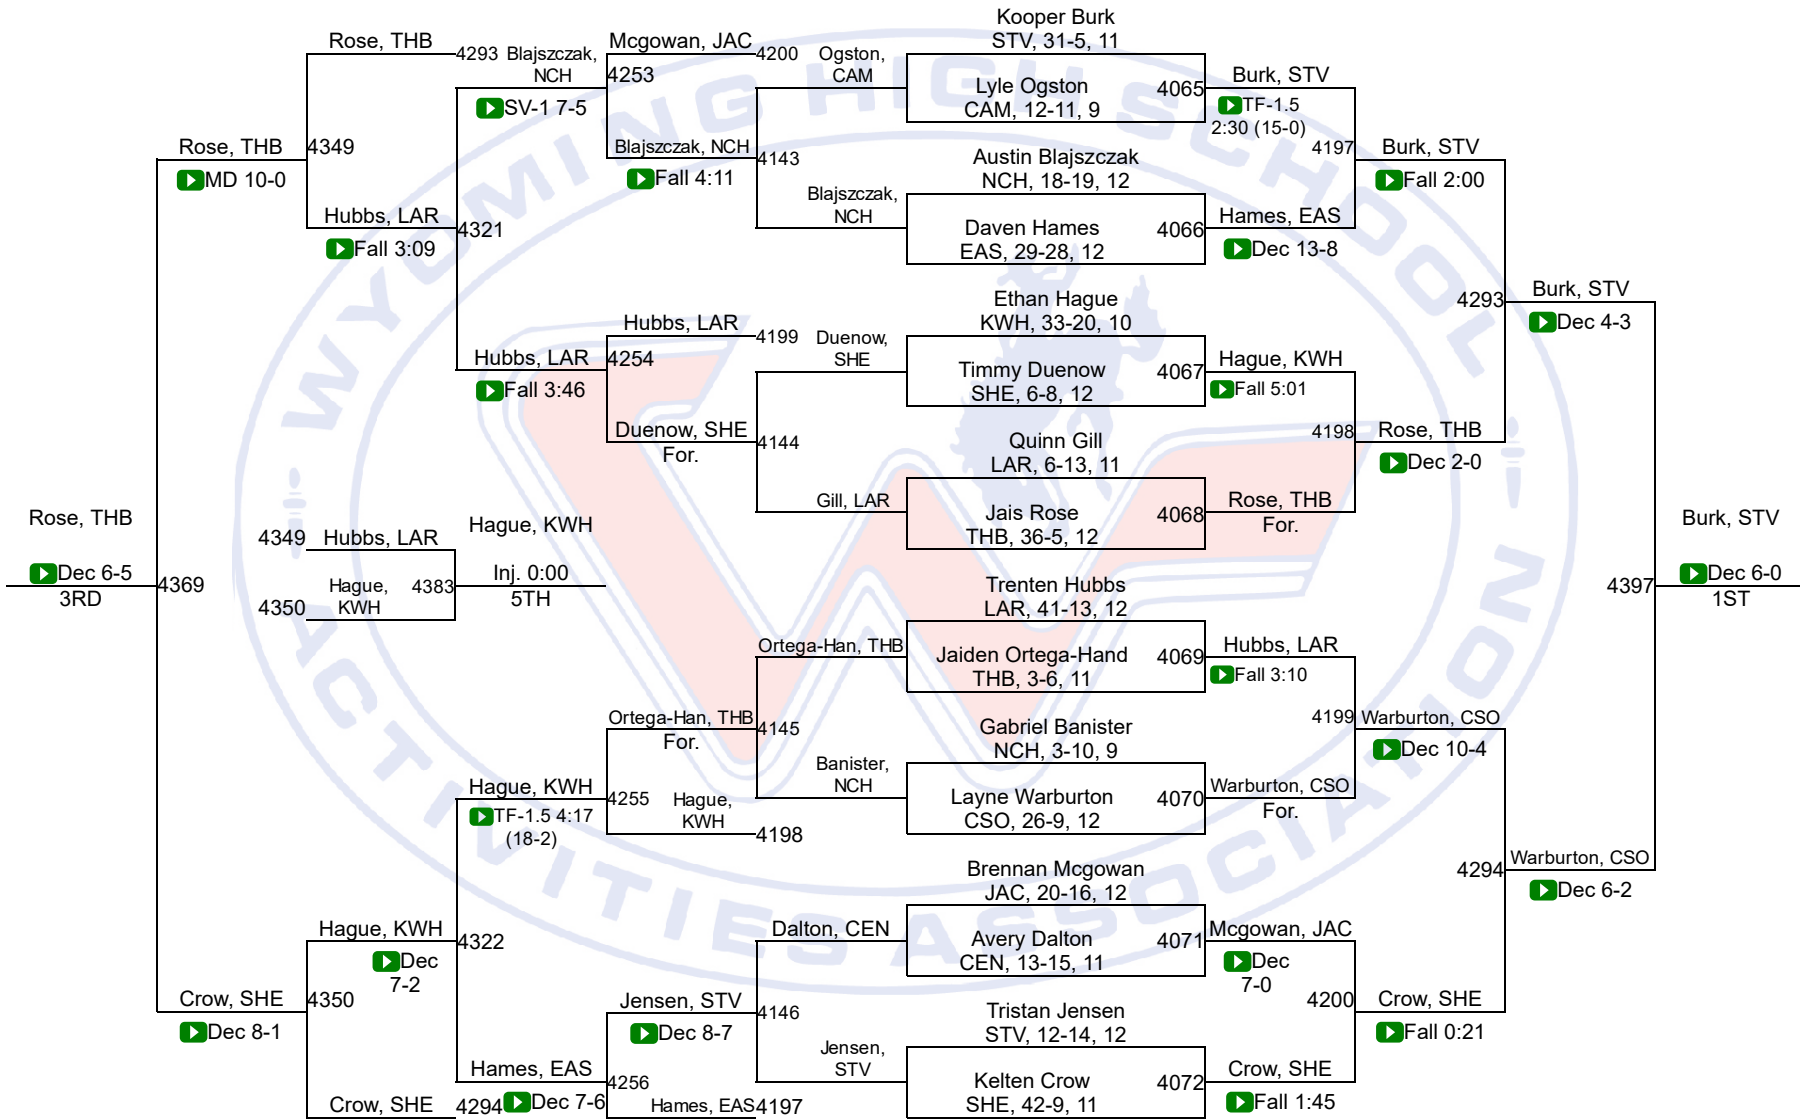 Rose, THB
4293
Blajszczak,
NCH
Mcgowan, JAC
4200
Ogston,
CAM
Kooper Burk
STV, 31-5, 11
4253
SV-1 7-5
Lyle Ogston
CAM, 12-11, 9
4065
Burk, STV
TF-1.5
2:30 (15-0)
Rose, THB
4349
MD 10-0
Blajszczak, NCH
4143
Fall 4:11
Austin Blajszczak
NCH, 18-19, 12
4197
Burk, STV
Fall 2:00
Hubbs, LAR
4321
Fall 3:09
Blajszczak,
NCH
Daven Hames
EAS, 29-28, 12
4066
Hames, EAS
Dec 13-8
Ethan Hague
KWH, 33-20, 10
4293
Burk, STV
Dec 4-3
Hubbs, LAR
4199
Duenow,
SHE
Hubbs, LAR
4254
Fall 3:46
Timmy Duenow
SHE, 6-8, 12
4067
Hague, KWH
Fall 5:01
Duenow, SHE
4144
For.
Quinn Gill
LAR, 6-13, 11
4198
Rose, THB
Dec 2-0
Gill, LAR
Jais Rose
THB, 36-5, 12
4068
Rose, THB
For.
Rose, THB
Dec 6-5
3RD
4369
4349
Hubbs, LAR
Hague, KWH
Hague,
KWH
4350
4383
Inj. 0:00
5TH
Trenten Hubbs
LAR, 41-13, 12
4397
Burk, STV
Dec 6-0
1ST
Ortega-Han, THB
Jaiden Ortega-Hand
THB, 3-6, 11
4069
Hubbs, LAR
Fall 3:10
Ortega-Han, THB
4145
For.
Gabriel Banister
NCH, 3-10, 9
4199
Warburton, CSO
Dec 10-4
Hague, KWH
4255
TF-1.5 4:17
(18-2)
Hague,
KWH
4198
Banister,
NCH
Layne Warburton
CSO, 26-9, 12
4070
Warburton, CSO
For.
Brennan Mcgowan
JAC, 20-16, 12
4294
Warburton, CSO
Dec 6-2
Hague, KWH
4322
Dec
7-2
Dalton, CEN
Avery Dalton
CEN, 13-15, 11
4071
Mcgowan, JAC
Dec
7-0
Crow, SHE
4350
Dec 8-1
Jensen, STV
4146
Dec 8-7
Tristan Jensen
STV, 12-14, 12
4200
Crow, SHE
Fall 0:21
Hames, EAS
4256
Dec 7-6
Jensen,
STV
Kelten Crow
SHE, 42-9, 11
4072
Crow, SHE
Fall 1:45
Crow, SHE
4294
Hames, EAS
4197
WYOMING HIGH SCHOOL
ACTIVITIES ASSOCIATION